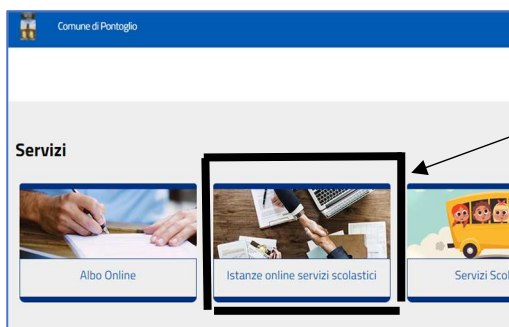 Comune di Pontoglio
Servizi
Albo Online
Istanze online servizi scolastici
Servizi Scol